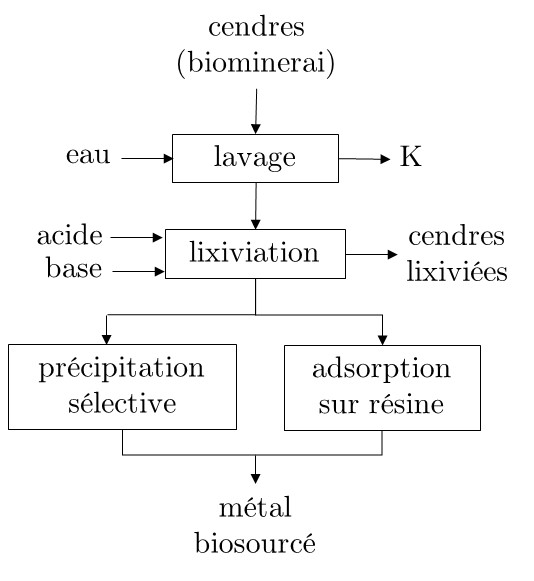 cendres
(biominerai)
eau
lavage
K
acide
base
lixiviation
cendres
lixiviées
précipitation
sélective
adsorption
sur résine
métal
biosourcé